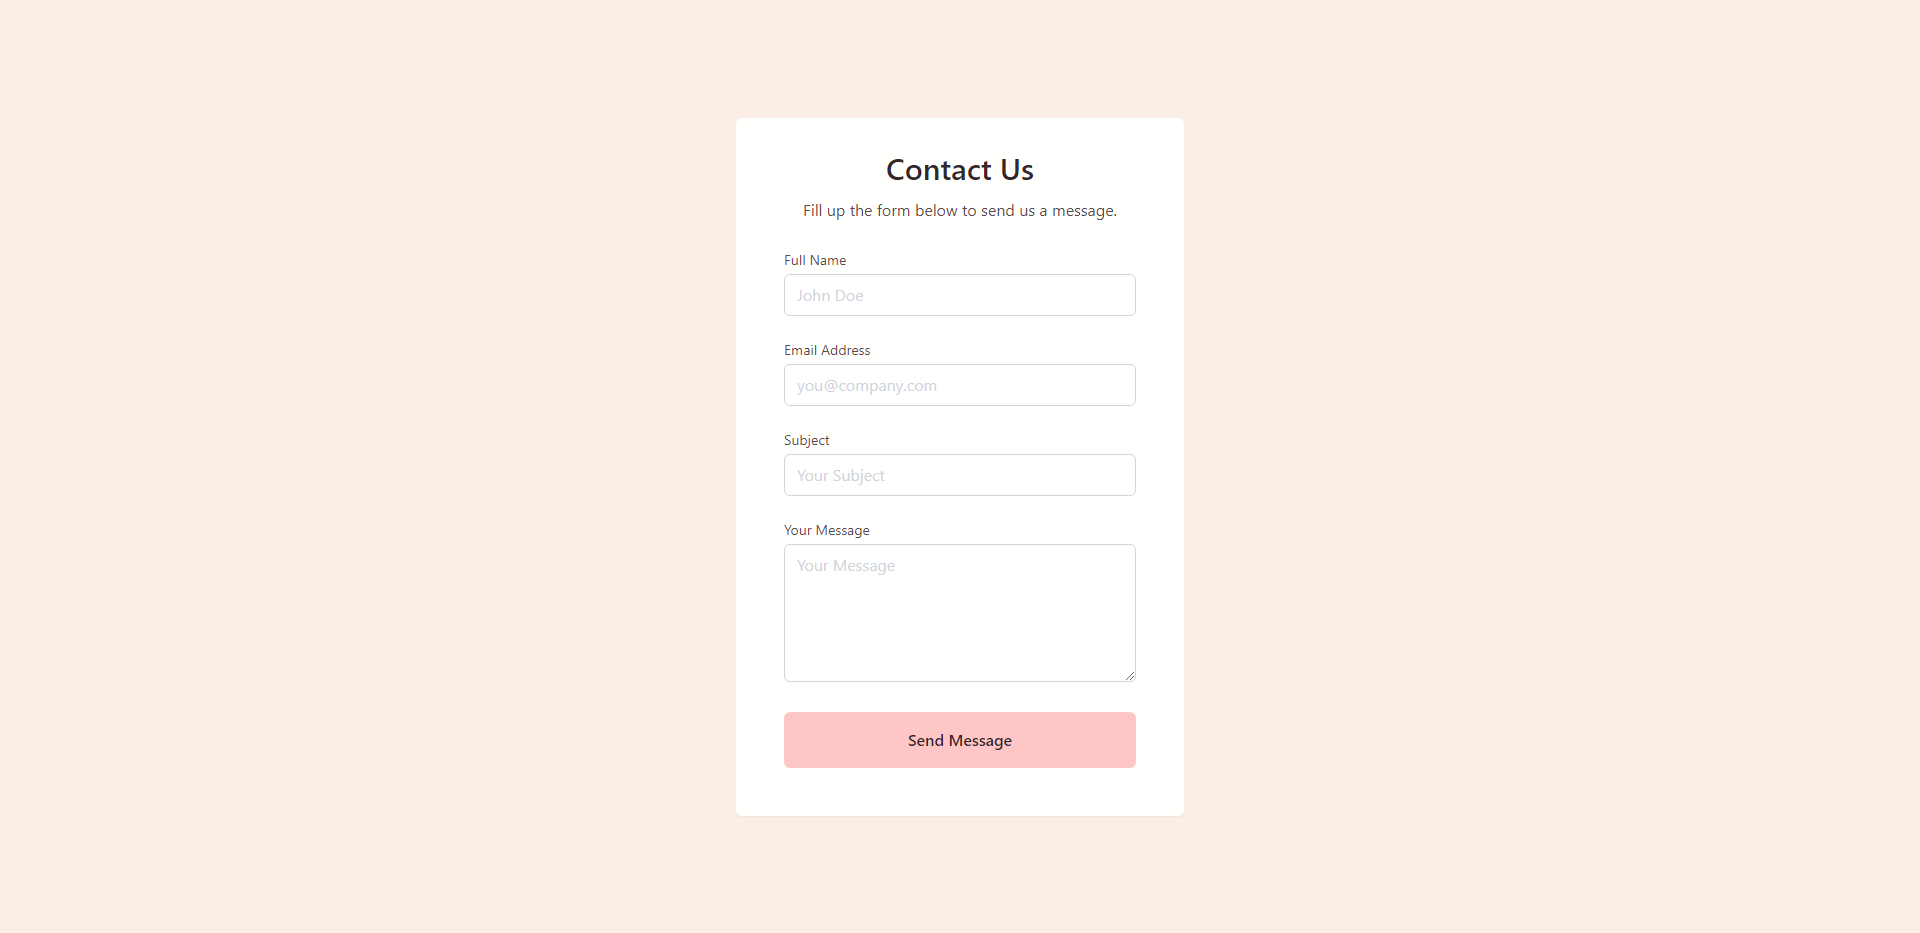 Contact Us
Fill up the form below to send us a message.
Full Name
John Doe
Email Address
you@company.com
Subject
Your Subject
Your Message
Your Message
Send Message